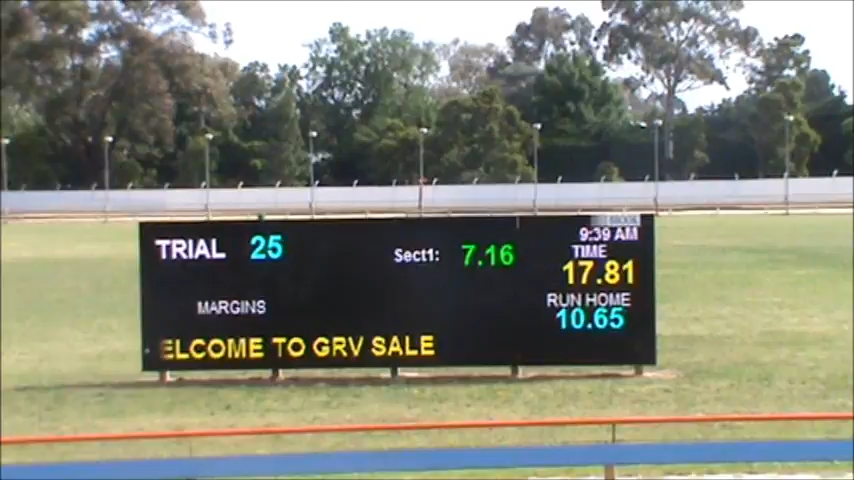 9:39 AM
TRIAL 25
Sect1: 7.16
TIME
17.81
MARGINS
RUN HOME
10.65
ELCOME TO GRV SALE